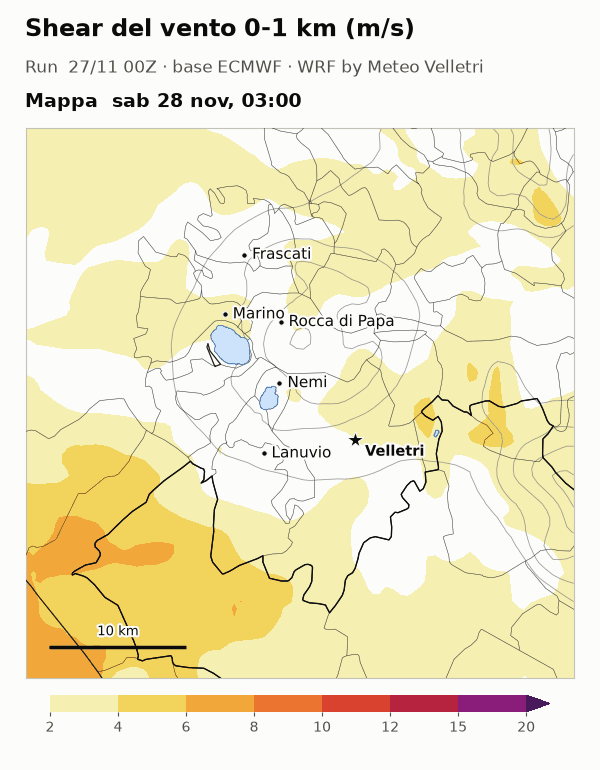 Shear del vento 0-1 km (m/s)
Run  27/11 00Z · base ECMWF · WRF by Meteo Velletri
Mappa  sab 28 nov, 03:00
Frascati
Marino
Rocca di Papa
Nemi
Velletri
Lanuvio
10 km
2 4 6 8 10 12 15 20